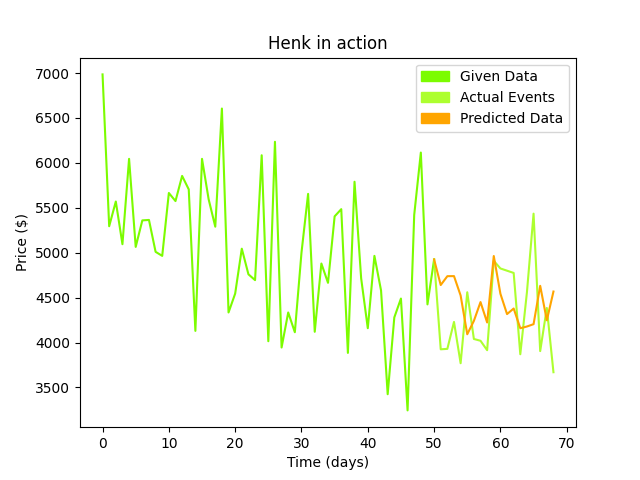 Henk in action
Given Data
Actual Events
Predicted Data
Price ($)
7000
6500
6000
5500
5000
4500
4000
3500
0 10 20 30 40 50 60 70
Time (days)